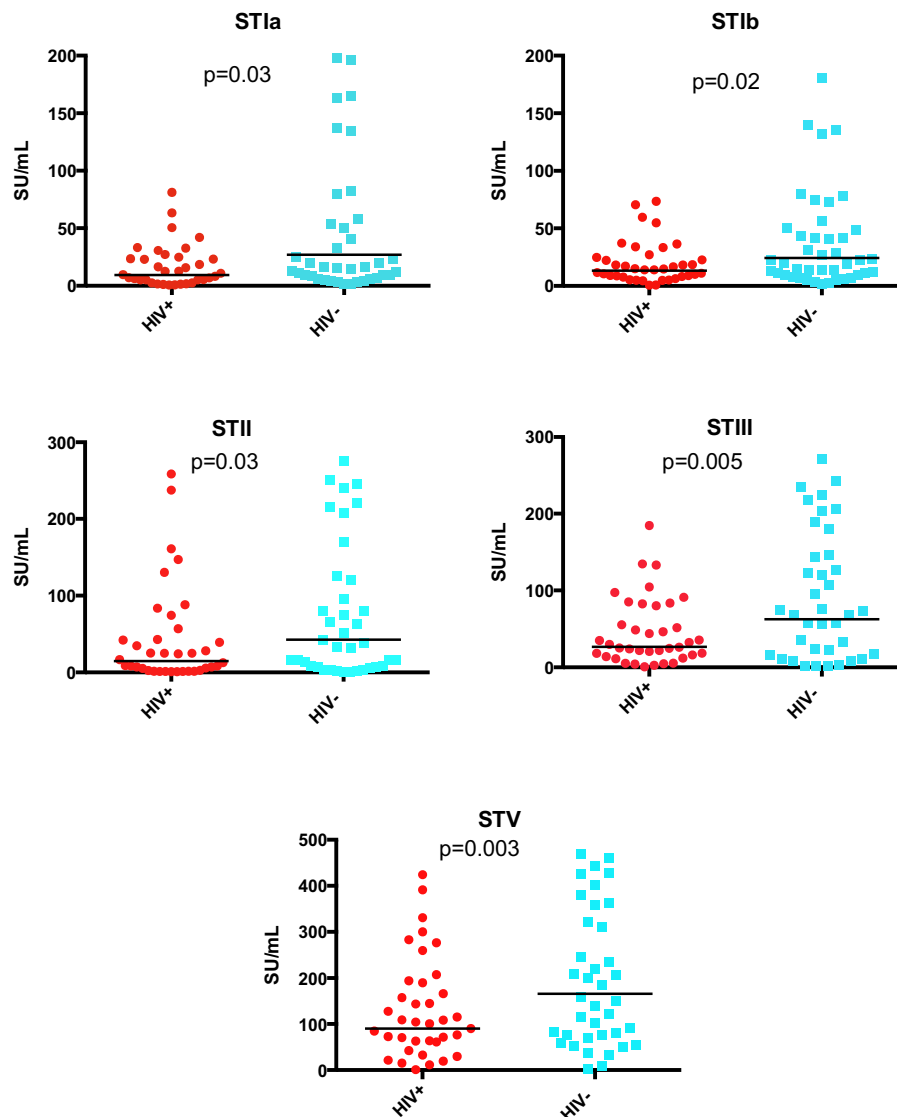 STIa
p=0.03
200
150
100
50
0
SU/mL
HIV+
HIV-
STIb
p=0.02
200
150
100
50
0
SU/mL
HIV+
HIV-
STII
p=0.03
300
200
100
0
SU/mL
HIV+
HIV-
STIII
p=0.005
300
200
100
0
SU/mL
HIV+
HIV-
STV
p=0.003
500
400
300
200
100
0
SU/mL
HIV+
HIV-